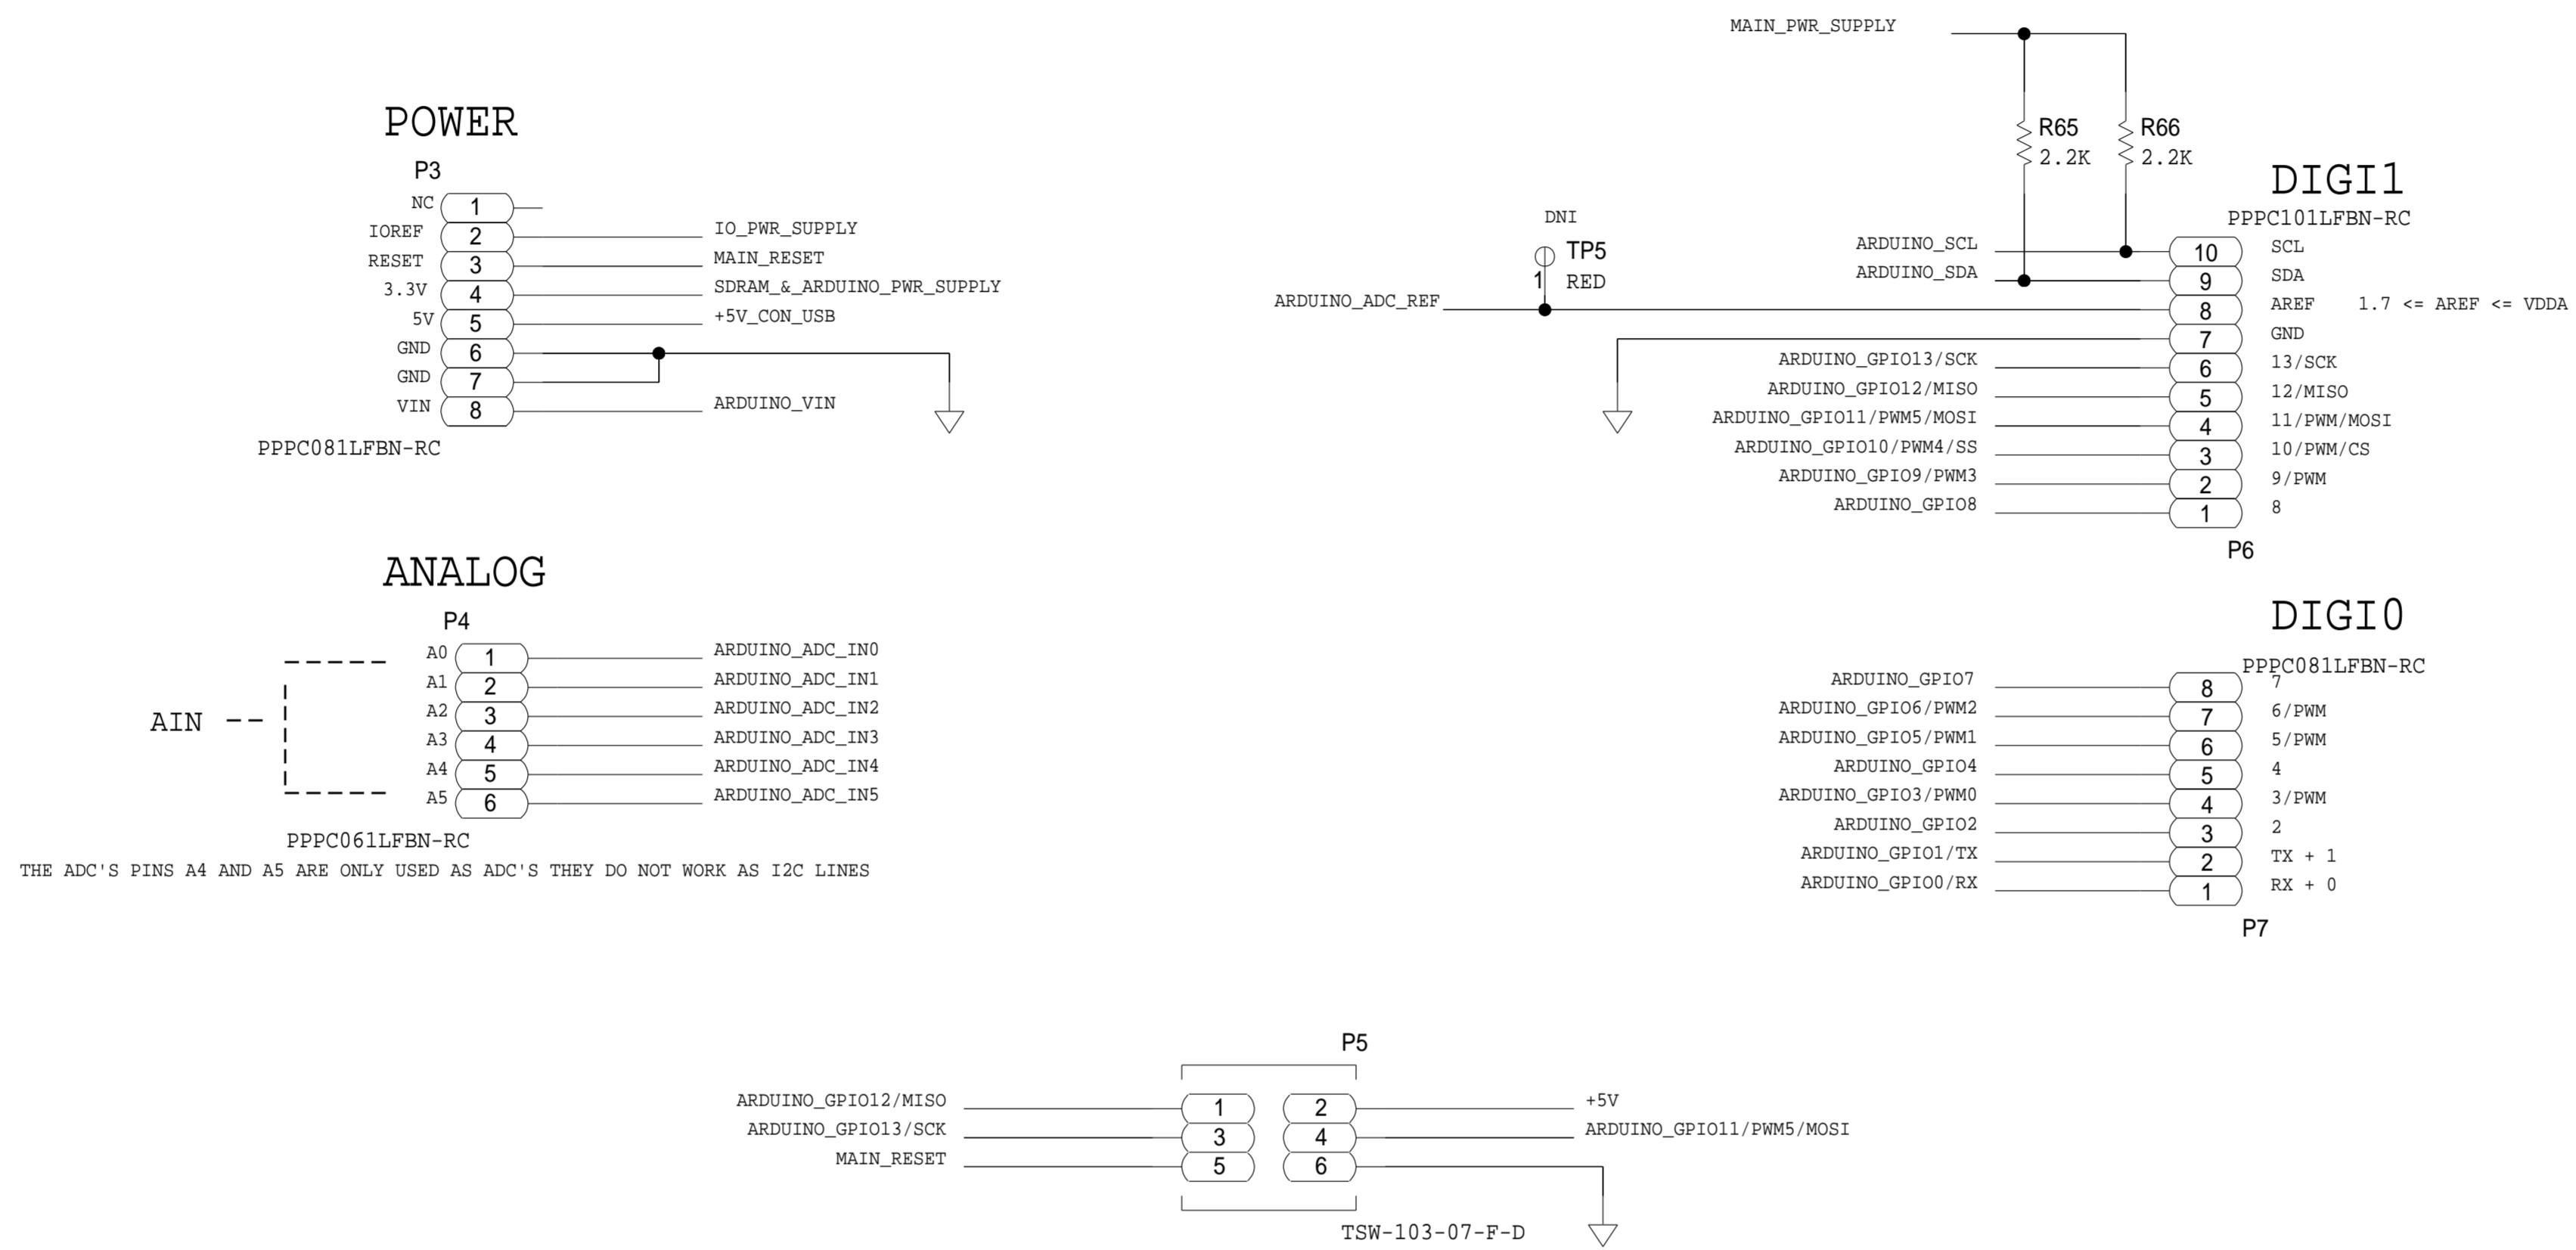 MAIN_PWR_SUPPLY
R65
2.2K
R66
2.2K
POWER
P3
NC 1
IOREF 2 IO_PWR_SUPPLY
RESET 3 MAIN_RESET
3.3V 4 SDRAM_&_ARDUINO_PWR_SUPPLY
5V 5 +5V_CON_USB
GND 6
GND 7
VIN 8 ARDUINO_VIN
PPPC081LFBN-RC
DIGI1
PPPC101LFBN-RC
DNI
TP5
1 RED
ARDUINO_SCL 10 SCL
ARDUINO_SDA 9 SDA
ARDUINO_ADC_REF 8 AREF 1.7 <= AREF <= VDDA
7 GND
ARDUINO_GPIO13/SCK 6 13/SCK
ARDUINO_GPIO12/MISO 5 12/MISO
ARDUINO_GPIO11/PWM5/MOSI 4 11/PWM/MOSI
ARDUINO_GPIO10/PWM4/SS 3 10/PWM/CS
ARDUINO_GPIO9/PWM3 2 9/PWM
ARDUINO_GPIO8 1 8
P6
ANALOG
P4
A0 1 ARDUINO_ADC_IN0
A1 2 ARDUINO_ADC_IN1
A2 3 ARDUINO_ADC_IN2
AIN
A3 4 ARDUINO_ADC_IN3
A4 5 ARDUINO_ADC_IN4
A5 6 ARDUINO_ADC_IN5
PPPC061LFBN-RC
THE ADC'S PINS A4 AND A5 ARE ONLY USED AS ADC'S THEY DO NOT WORK AS I2C LINES
DIGI0
PPPC081LFBN-RC
ARDUINO_GPIO7 8 7
ARDUINO_GPIO6/PWM2 7 6/PWM
ARDUINO_GPIO5/PWM1 6 5/PWM
ARDUINO_GPIO4 5 4
ARDUINO_GPIO3/PWM0 4 3/PWM
ARDUINO_GPIO2 3 2
ARDUINO_GPIO1/TX 2 TX + 1
ARDUINO_GPIO0/RX 1 RX + 0
P7
P5
ARDUINO_GPIO12/MISO 1 2 +5V
ARDUINO_GPIO13/SCK 3 4 ARDUINO_GPIO11/PWM5/MOSI
MAIN_RESET 5 6
TSW-103-07-F-D